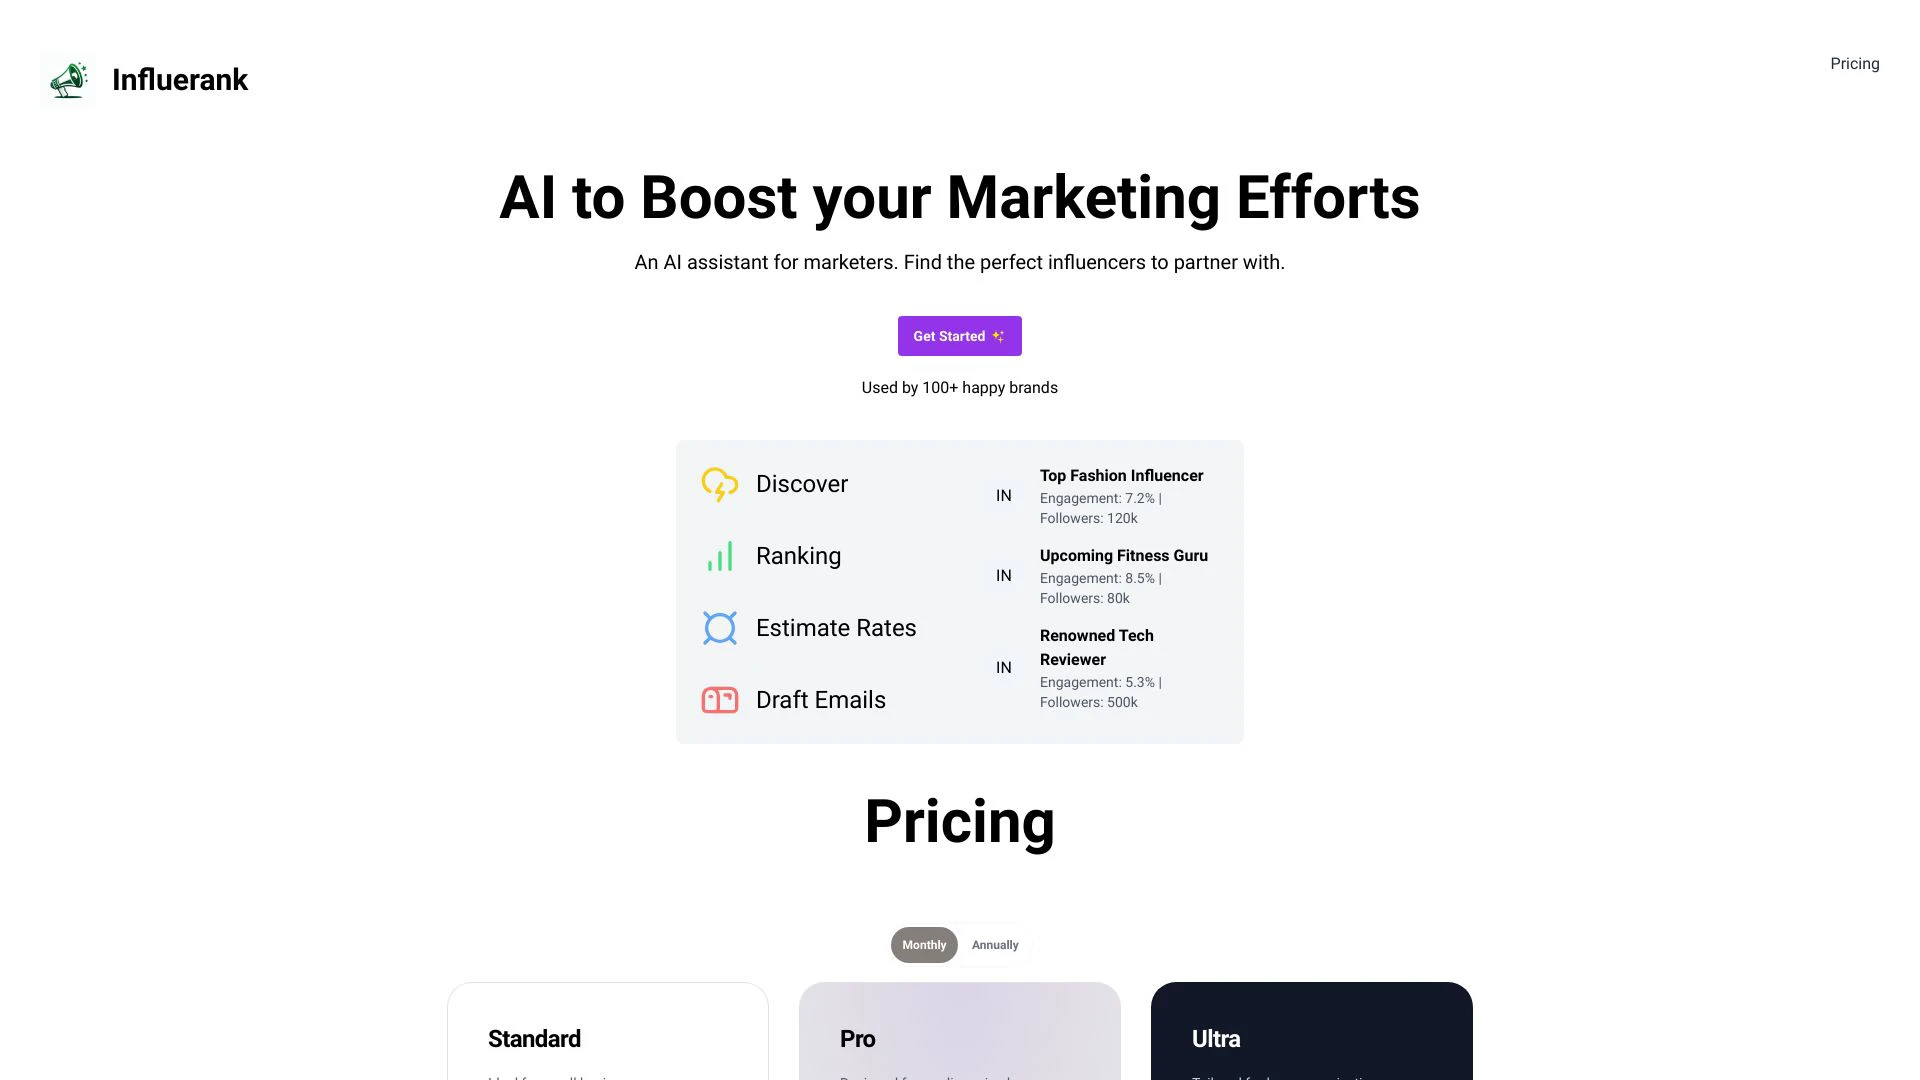 Influerank
Pricing
AI to Boost your Marketing Efforts
An AI assistant for marketers. Find the perfect influencers to partner with.
Get Started ✨
Used by 100+ happy brands
Discover
Ranking
Estimate Rates
Draft Emails
IN
Top Fashion Influencer
Engagement: 7.2% |
Followers: 120k
IN
Upcoming Fitness Guru
Engagement: 8.5% |
Followers: 80k
IN
Renowned Tech
Reviewer
Engagement: 5.3% |
Followers: 500k
Pricing
Monthly
Annually
Standard
Pro
Ultra